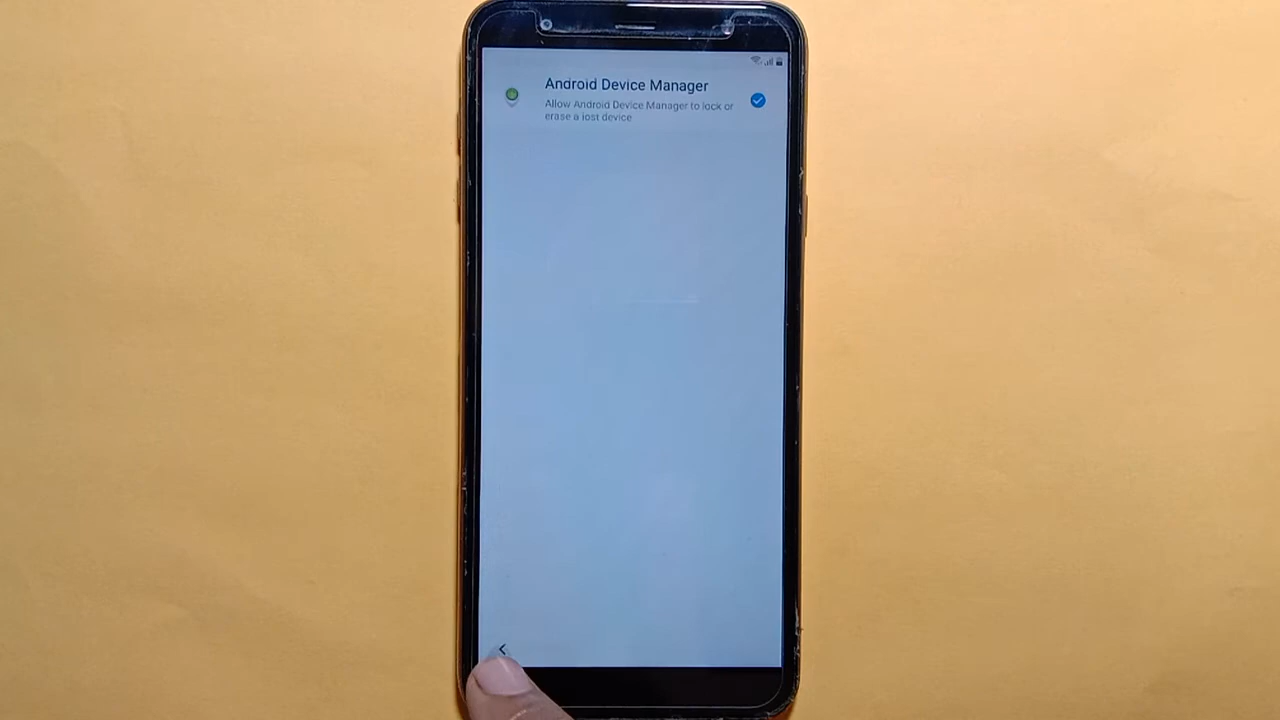 Android Device Manager
Allow Android Device Manager to lock or
erase a lost device